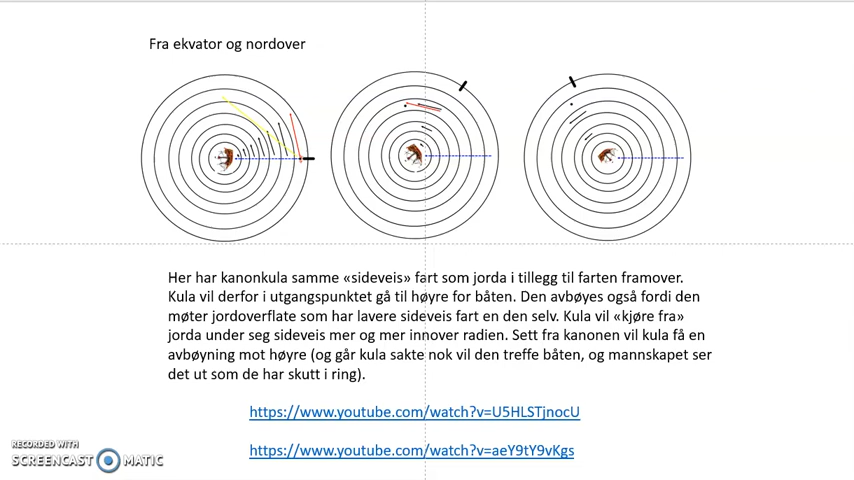 Fra ekvator og nordover
Her har kanonkula samme «sideveis» fart som jorda i tillegg til farten framover.
Kula vil derfor i utgangspunktet gå til høyre for båten. Den avbøyes også fordi den
møter jordoverflate som har lavere sideveis fart en den selv. Kula vil «kjøre fra»
jorda under seg sideveis mer og mer innover radien. Sett fra kanonen vil kula få en
avbøyning mot høyre (og går kula sakte nok vil den treffe båten, og mannskapet ser
det ut som de har skutt i ring).
https://www.youtube.com/watch?v=U5HLSTjnocU
https://www.youtube.com/watch?v=aeY9tY9vKgs
RECORDED WITH
SCREENCAST MATIC